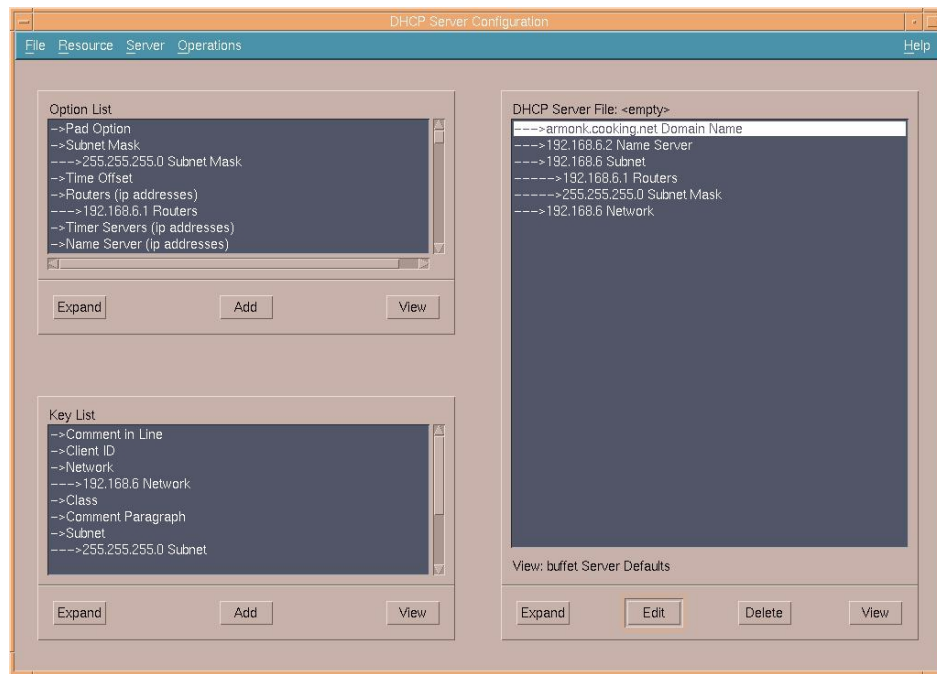 DHCP Server Configuration
File Resource Server Operations Help
Option List
->Pad Option
->Subnet Mask
--->255.255.255.0 Subnet Mask
->Time Offset
->Routers (ip addresses)
--->192.168.6.1 Routers
->Timer Servers (ip addresses)
->Name Server (ip addresses)
Expand Add View
Key List
->Comment in Line
->Client ID
->Network
--->192.168.6 Network
->Class
->Comment Paragraph
->Subnet
--->255.255.255.0 Subnet
Expand Add View
DHCP Server File: <empty>
--->armonk.cooking.net Domain Name
--->192.168.6.2 Name Server
--->192.168.6 Subnet
----->192.168.6.1 Routers
----->255.255.255.0 Subnet Mask
--->192.168.6 Network
View: buffet Server Defaults
Expand Edit Delete View